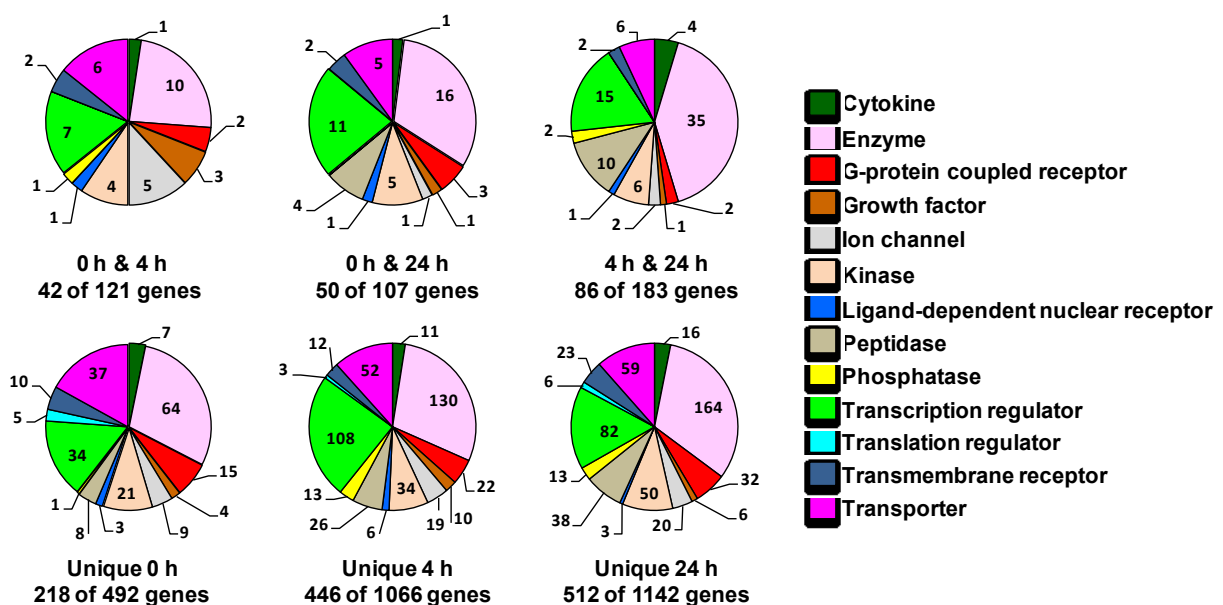 1
10
2
3
5
4
1
1
7
2
6
0 h & 4 h
42 of 121 genes
1
16
3
1
1
5
1
4
11
2
5
0 h & 24 h
50 of 107 genes
4
35
2
1
2
6
1
10
2
15
2
6
4 h & 24 h
86 of 183 genes
7
64
15
4
9
21
3
8
1
34
5
10
37
Unique 0 h
218 of 492 genes
11
130
22
10
19
34
6
26
13
108
3
12
52
Unique 4 h
446 of 1066 genes
16
164
32
6
20
50
3
38
13
82
6
23
59
Unique 24 h
512 of 1142 genes
Cytokine
Enzyme
G-protein coupled receptor
Growth factor
Ion channel
Kinase
Ligand-dependent nuclear receptor
Peptidase
Phosphatase
Transcription regulator
Translation regulator
Transmembrane receptor
Transporter